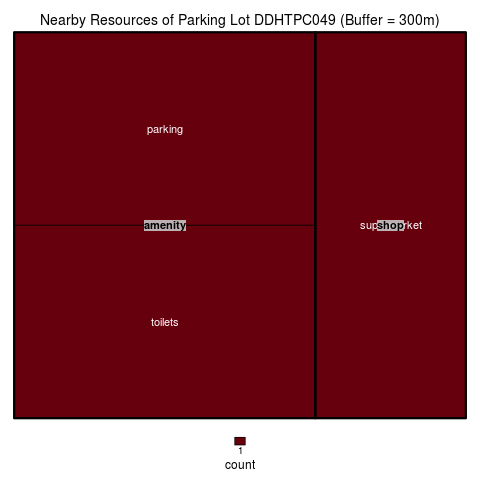 Nearby Resources of Parking Lot DDHTPC049 (Buffer = 300m)
parking
amenity
shop
toilets
1
count